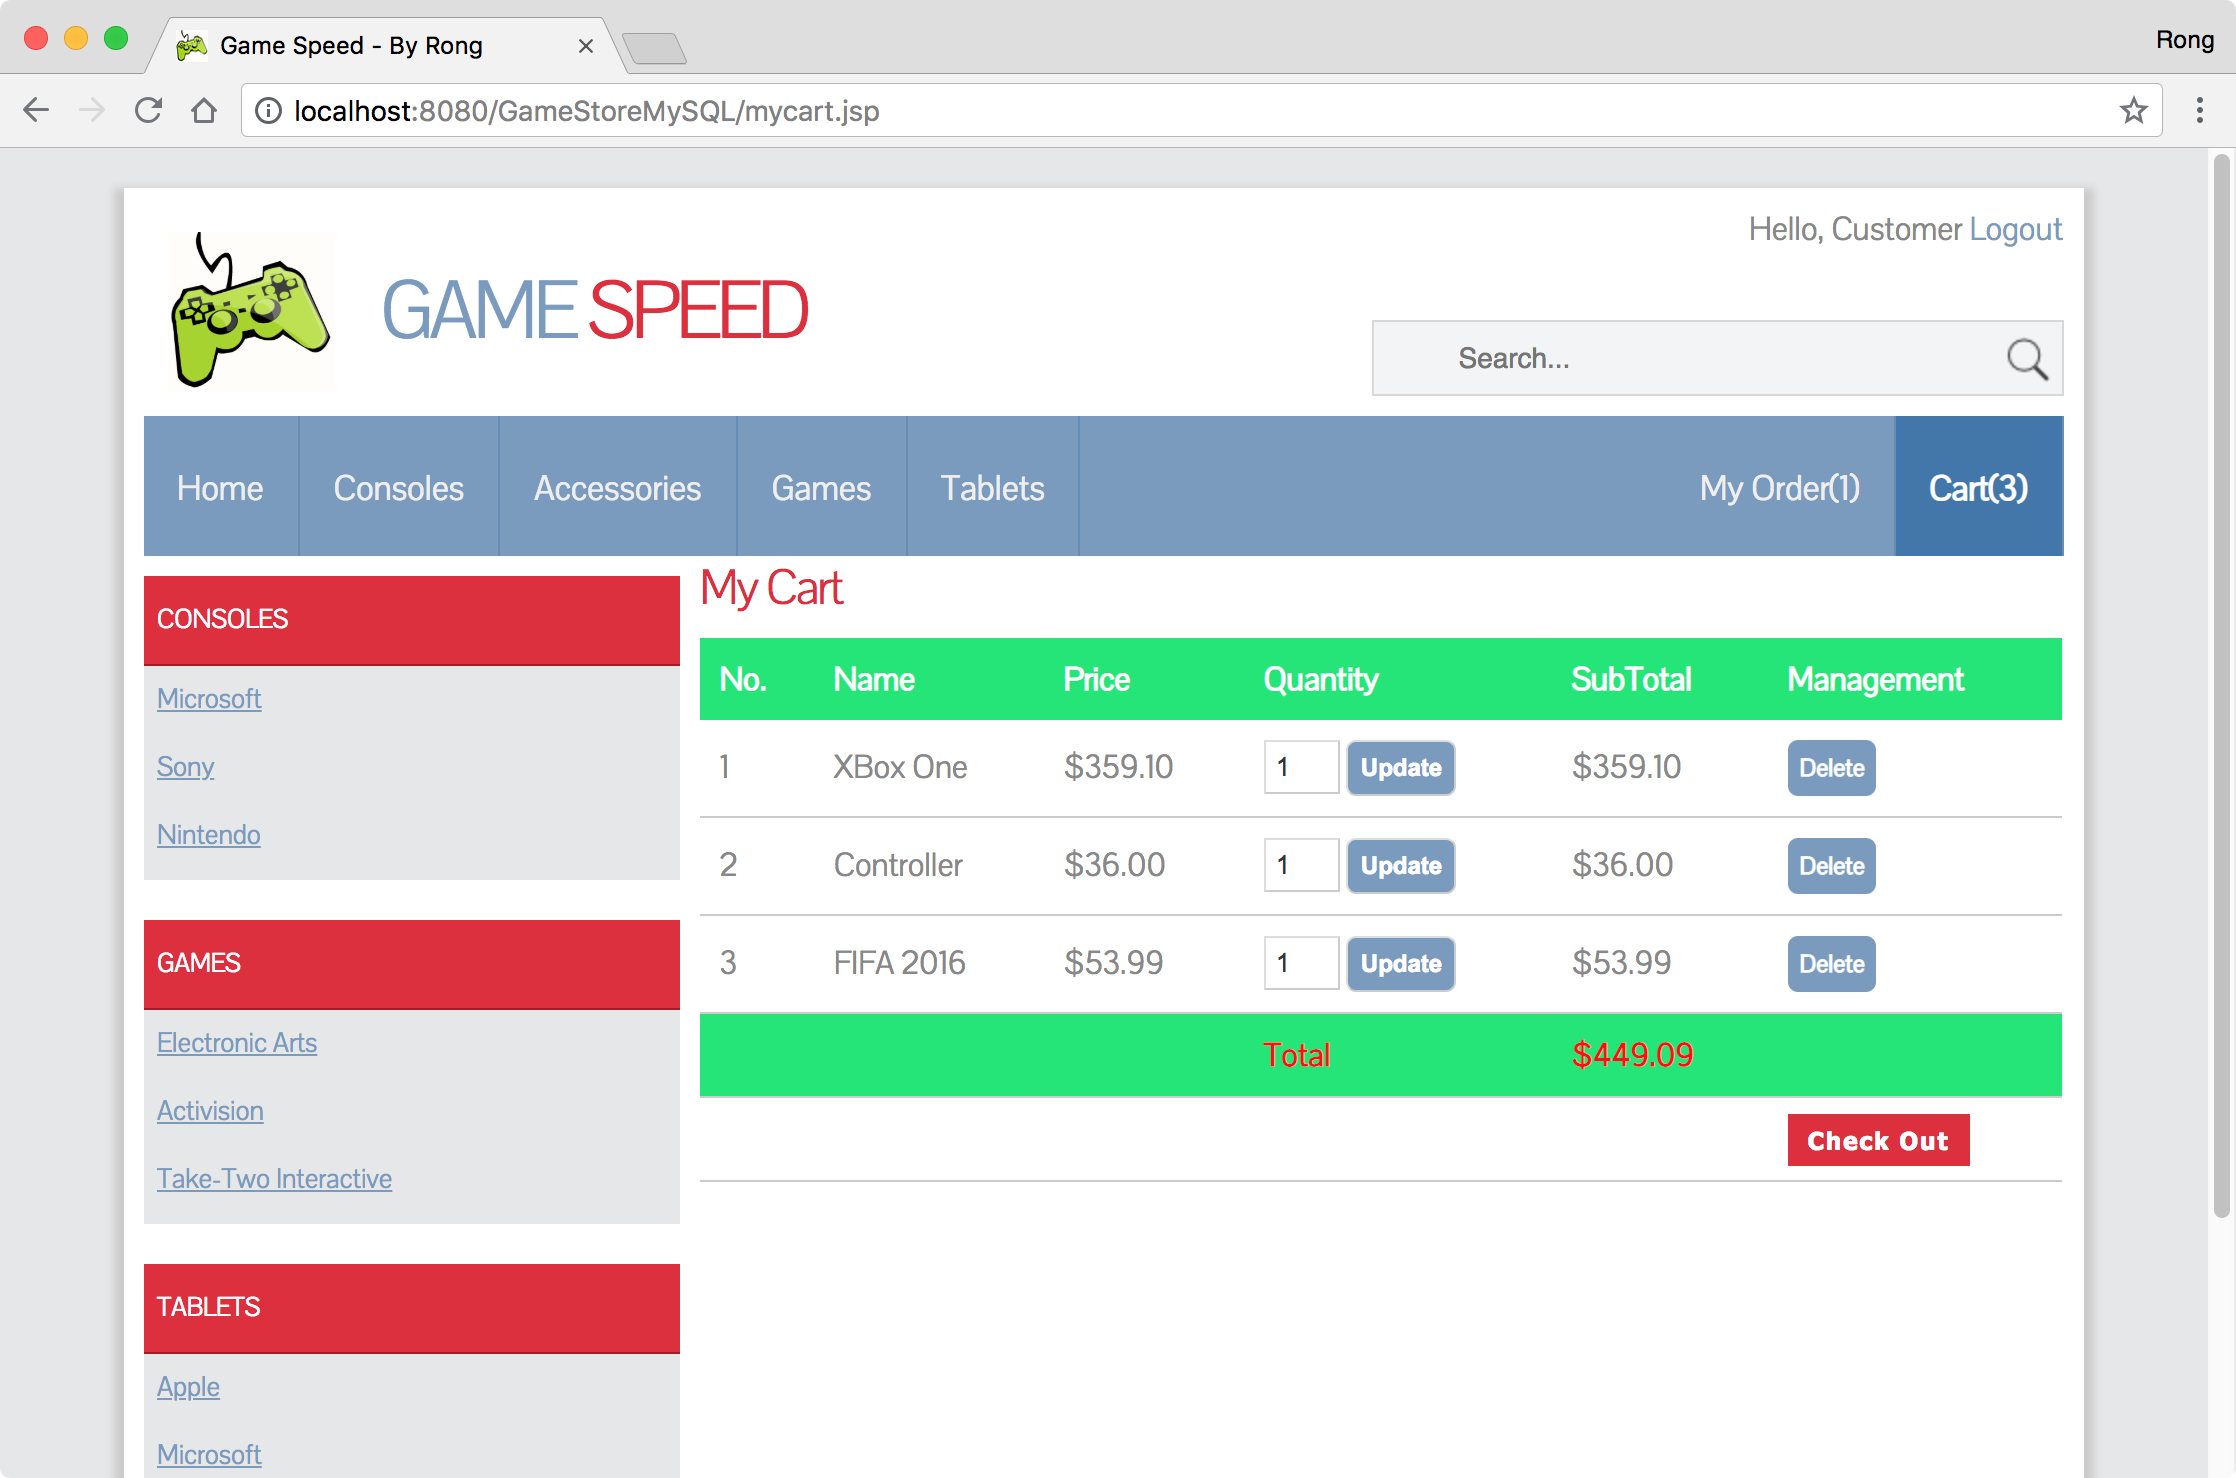 Game Speed - By Rong
Rong
localhost:8080/GameStoreMySQL/mycart.jsp
Hello, Customer Logout
GAME SPEED
Search...
Home Consoles Accessories Games Tablets My Order(1) Cart(3)
My Cart
CONSOLES
Microsoft
Sony
Nintendo
GAMES
Electronic Arts
Activision
Take-Two Interactive
TABLETS
Apple
Microsoft
No. Name Price Quantity SubTotal Management
1 XBox One $359.10 1 Update $359.10 Delete
2 Controller $36.00 1 Update $36.00 Delete
3 FIFA 2016 $53.99 1 Update $53.99 Delete
Total $449.09
Check Out